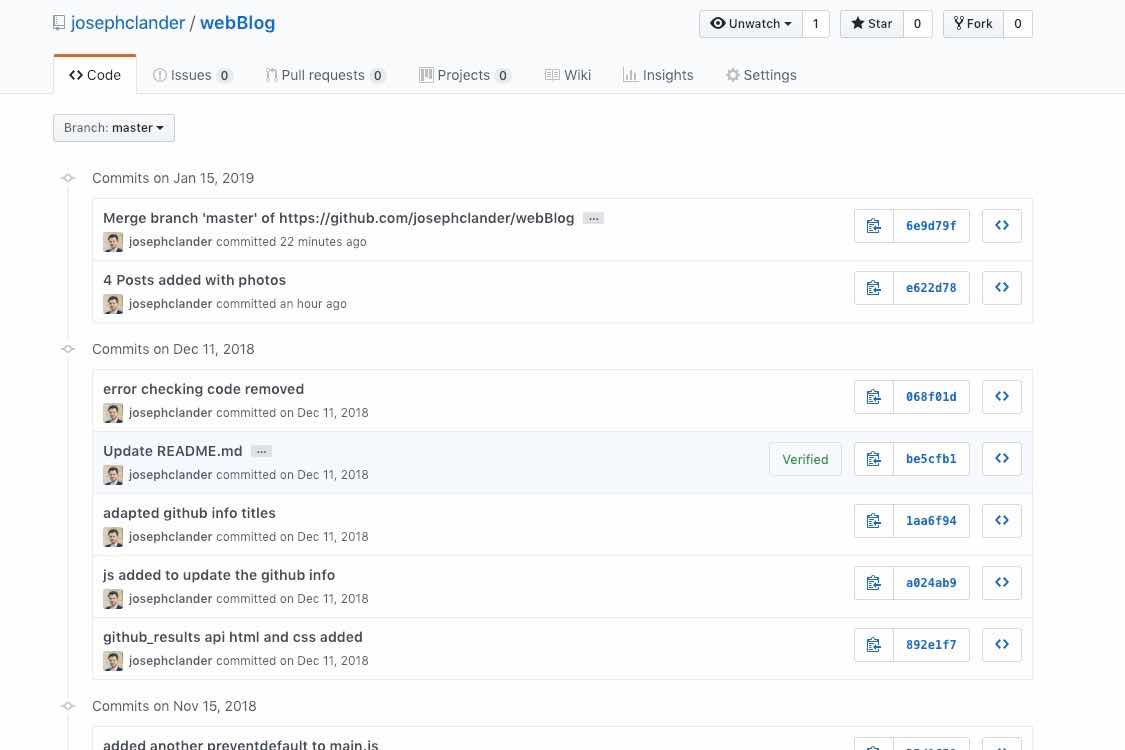 josephclander / webBlog
Unwatch 1 Star 0 Fork 0
Code Issues 0 Pull requests 0 Projects 0 Wiki Insights Settings
Branch: master
Commits on Jan 15, 2019
Merge branch 'master' of https://github.com/josephclander/webBlog ...
josephclander committed 22 minutes ago
6e9d79f
4 Posts added with photos
josephclander committed an hour ago
e622d78
Commits on Dec 11, 2018
error checking code removed
josephclander committed on Dec 11, 2018
068f01d
Update README.md ...
josephclander committed on Dec 11, 2018
Verified be5cfb1
adapted github info titles
josephclander committed on Dec 11, 2018
1aa6f94
js added to update the github info
josephclander committed on Dec 11, 2018
a024ab9
github_results api html and css added
josephclander committed on Dec 11, 2018
892e1f7
Commits on Nov 15, 2018
added another preventdefault to main.js